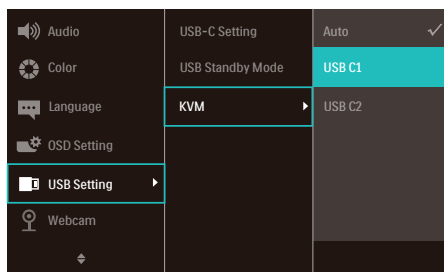 Audio
Color
Language
OSD Setting
USB Setting
Webcam
USB-C Setting
USB Standby Mode
KVM
Auto
USB C1
USB C2